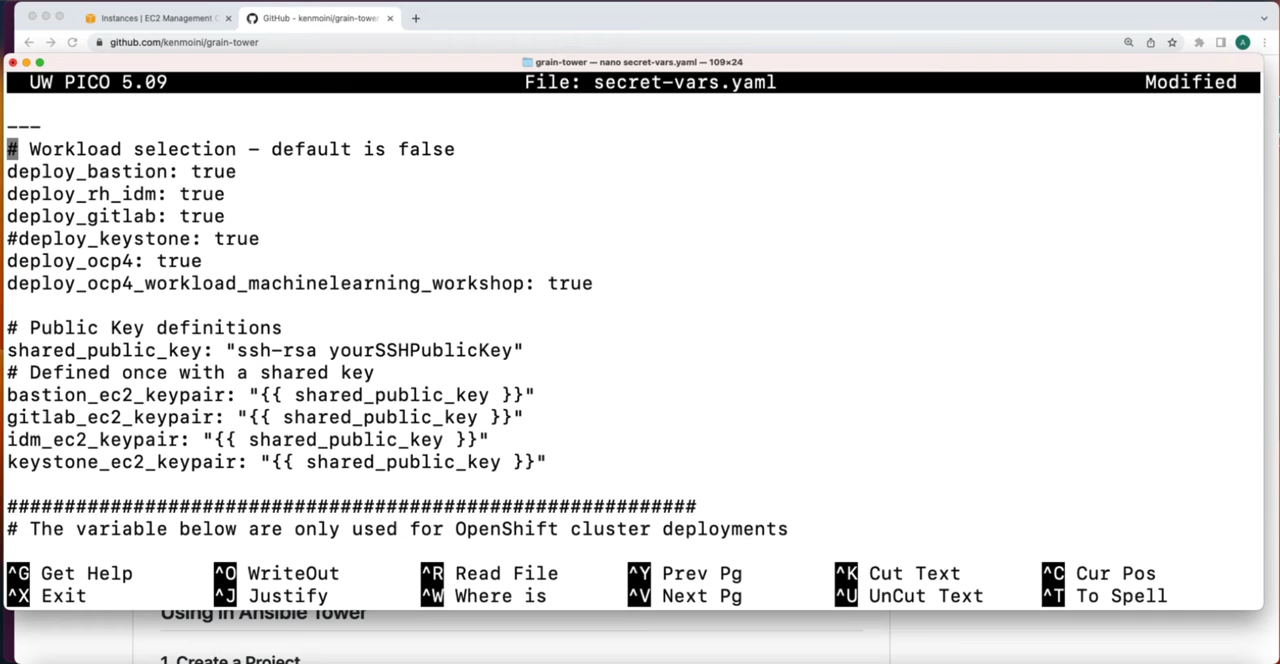 Instances | EC2 Management C
GitHub - kenmoini/grain-tower
github.com/kenmoini/grain-tower
A
grain-tower — nano secret-vars.yaml — 109×24
UW PICO 5.09 File: secret-vars.yaml Modified
---
# Workload selection - default is false
deploy_bastion: true
deploy_rh_idm: true
deploy_gitlab: true
#deploy_keystone: true
deploy_ocp4: true
deploy_ocp4_workload_machinelearning_workshop: true
# Public Key definitions
shared_public_key: "ssh-rsa yourSSHPublicKey"
# Defined once with a shared key
bastion_ec2_keypair: "{{ shared_public_key }}"
gitlab_ec2_keypair: "{{ shared_public_key }}"
idm_ec2_keypair: "{{ shared_public_key }}"
keystone_ec2_keypair: "{{ shared_public_key }}"
############################################################
# The variable below are only used for OpenShift cluster deployments
^G Get Help ^O WriteOut ^R Read File ^Y Prev Pg ^K Cut Text ^C Cur Pos
^X Exit ^J Justify ^W Where is ^V Next Pg ^U UnCut Text ^T To Spell
Using in Ansible Tower
1. Create a Project